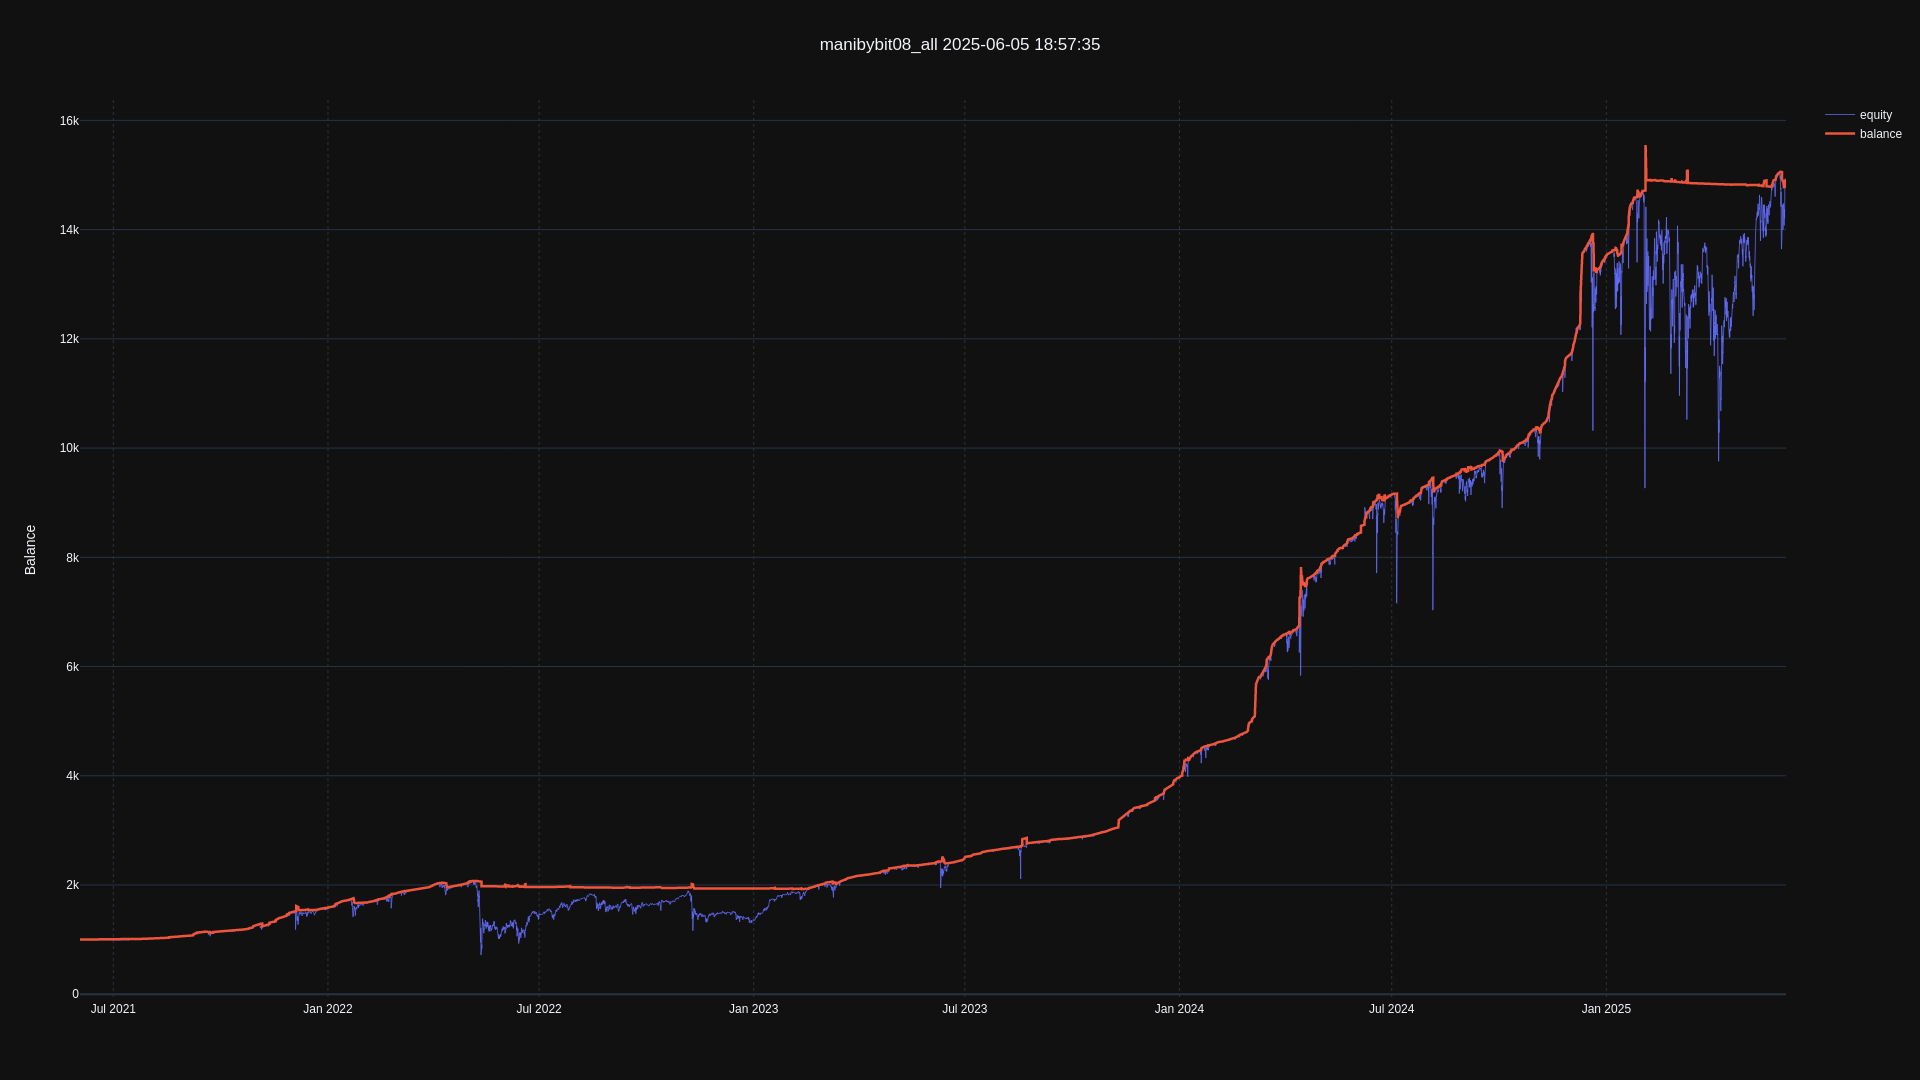 manibybit08_all 2025-06-05 18:57:35
equity
balance
16k
14k
12k
10k
8k
6k
4k
2k
0
Balance
Jul 2021
Jan 2022
Jul 2022
Jan 2023
Jul 2023
Jan 2024
Jul 2024
Jan 2025